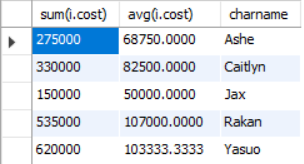 sum(i.cost) avg(i.cost) charname
275000 68750.0000 Ashe
330000 82500.0000 Caitlyn
150000 50000.0000 Jax
535000 107000.0000 Rakan
620000 103333.3333 Yasuo